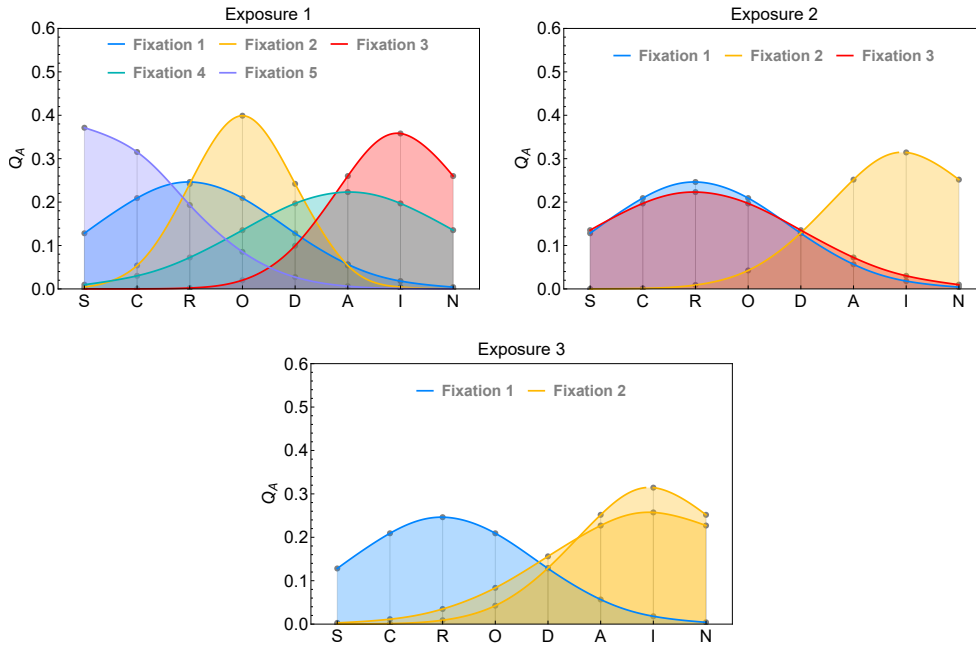 Exposure 1
Fixation 1 Fixation 2 Fixation 3
Fixation 4 Fixation 5
Q_A
0.6
0.5
0.4
0.3
0.2
0.1
0.0
S C R O D A I N
Exposure 2
Fixation 1 Fixation 2 Fixation 3
Q_A
0.6
0.5
0.4
0.3
0.2
0.1
0.0
S C R O D A I N
Exposure 3
Fixation 1 Fixation 2
Q_A
0.6
0.5
0.4
0.3
0.2
0.1
0.0
S C R O D A I N